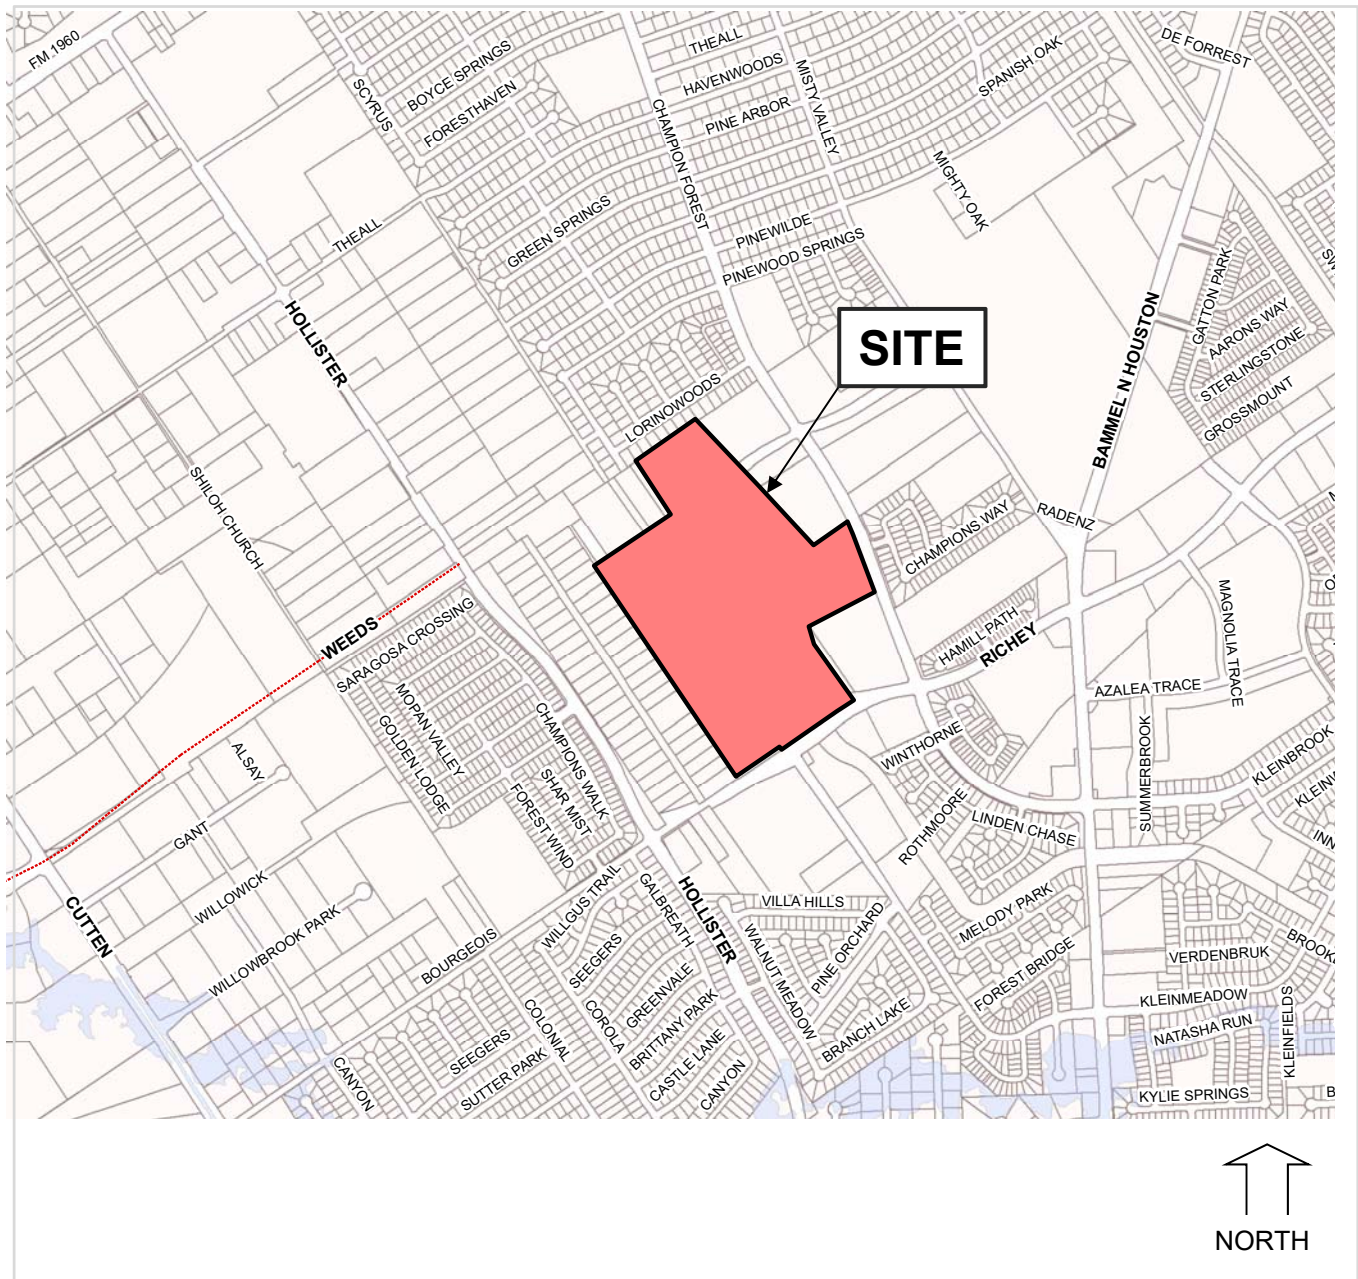 FM 1960
BOYCE SPRINGS
THEALL
DE FORREST
SCYRUS
FORESTHAVEN
HAVENWOODS
MISTY VALLEY
SPANISH OAK
CHAMPION FOREST
PINE ARBOR
MIGHTY OAK
THEALL
GREEN SPRINGS
PINEWILDE
PINEWOOD SPRINGS
GATTON PARK
SW
HOLLISTER
SITE
BAMMEL N HOUSTON
AARONS WAY
STERLINGSTONE
GROSSMOUNT
LORINOWOODS
SHILOH CHURCH
CHAMPIONS WAY
RADENZ
WEEDS
SARAGOSA CROSSING
HAMILL PATH
RICHEY
MAGNOLIA TRACE
AZALEA TRACE
MOPAN VALLEY
GOLDEN LODGE
CHAMPIONS WALK
ALSAY
SHAR MIST
FOREST WIND
WINTHORNE
SUMMERBROOK
KLEINBROOK
KLEIN
GANT
ROTHMOORE
LINDEN CHASE
INN
WILLOWICK
WILLGUS TRAIL
GALBREATH
HOLLISTER
VILLA HILLS
CUTTEN
WILLOWBROOK PARK
BOURGEOIS
SEEGERS
WALNUT MEADOW
PINE ORCHARD
MELODY PARK
FOREST BRIDGE
VERDENBRUK
BROOK
GREENVALE
COROLA
COLONIAL
BRITTANY PARK
BRANCH LAKE
KLEINMEADOW
NATASHA RUN
KLEINFIELDS
CANYON
SEEGERS
SUTTER PARK
CASTLE LANE
CANYON
KYLIE SPRINGS
B
NORTH